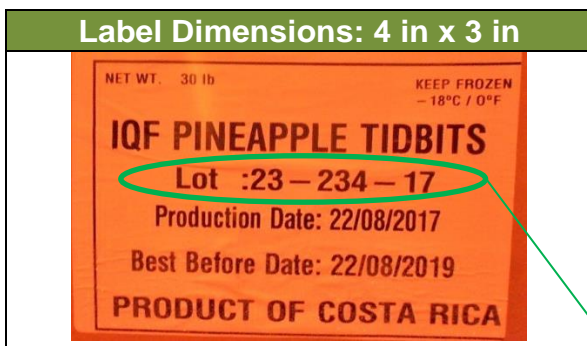 Label Dimensions: 4 in x 3 in
NET WT. 30 lb
KEEP FROZEN
– 18°C / 0°F
IQF PINEAPPLE TIDBITS
Lot :23 – 234 – 17
Production Date: 22/08/2017
Best Before Date: 22/08/2019
PRODUCT OF COSTA RICA